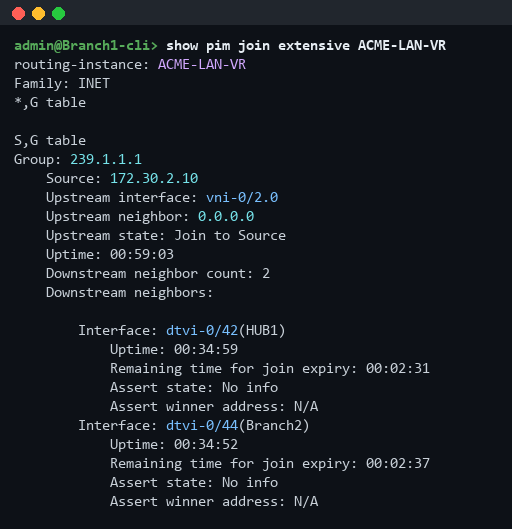 admin@Branch1-cli> show pim join extensive ACME-LAN-VR
routing-instance: ACME-LAN-VR
Family: INET
*,G table

S,G table
Group: 239.1.1.1
    Source: 172.30.2.10
    Upstream interface: vni-0/2.0
    Upstream neighbor: 0.0.0.0
    Upstream state: Join to Source
    Uptime: 00:59:03
    Downstream neighbor count: 2
    Downstream neighbors:

        Interface: dtvi-0/42(HUB1)
            Uptime: 00:34:59
            Remaining time for join expiry: 00:02:31
            Assert state: No info
            Assert winner address: N/A
        Interface: dtvi-0/44(Branch2)
            Uptime: 00:34:52
            Remaining time for join expiry: 00:02:37
            Assert state: No info
            Assert winner address: N/A